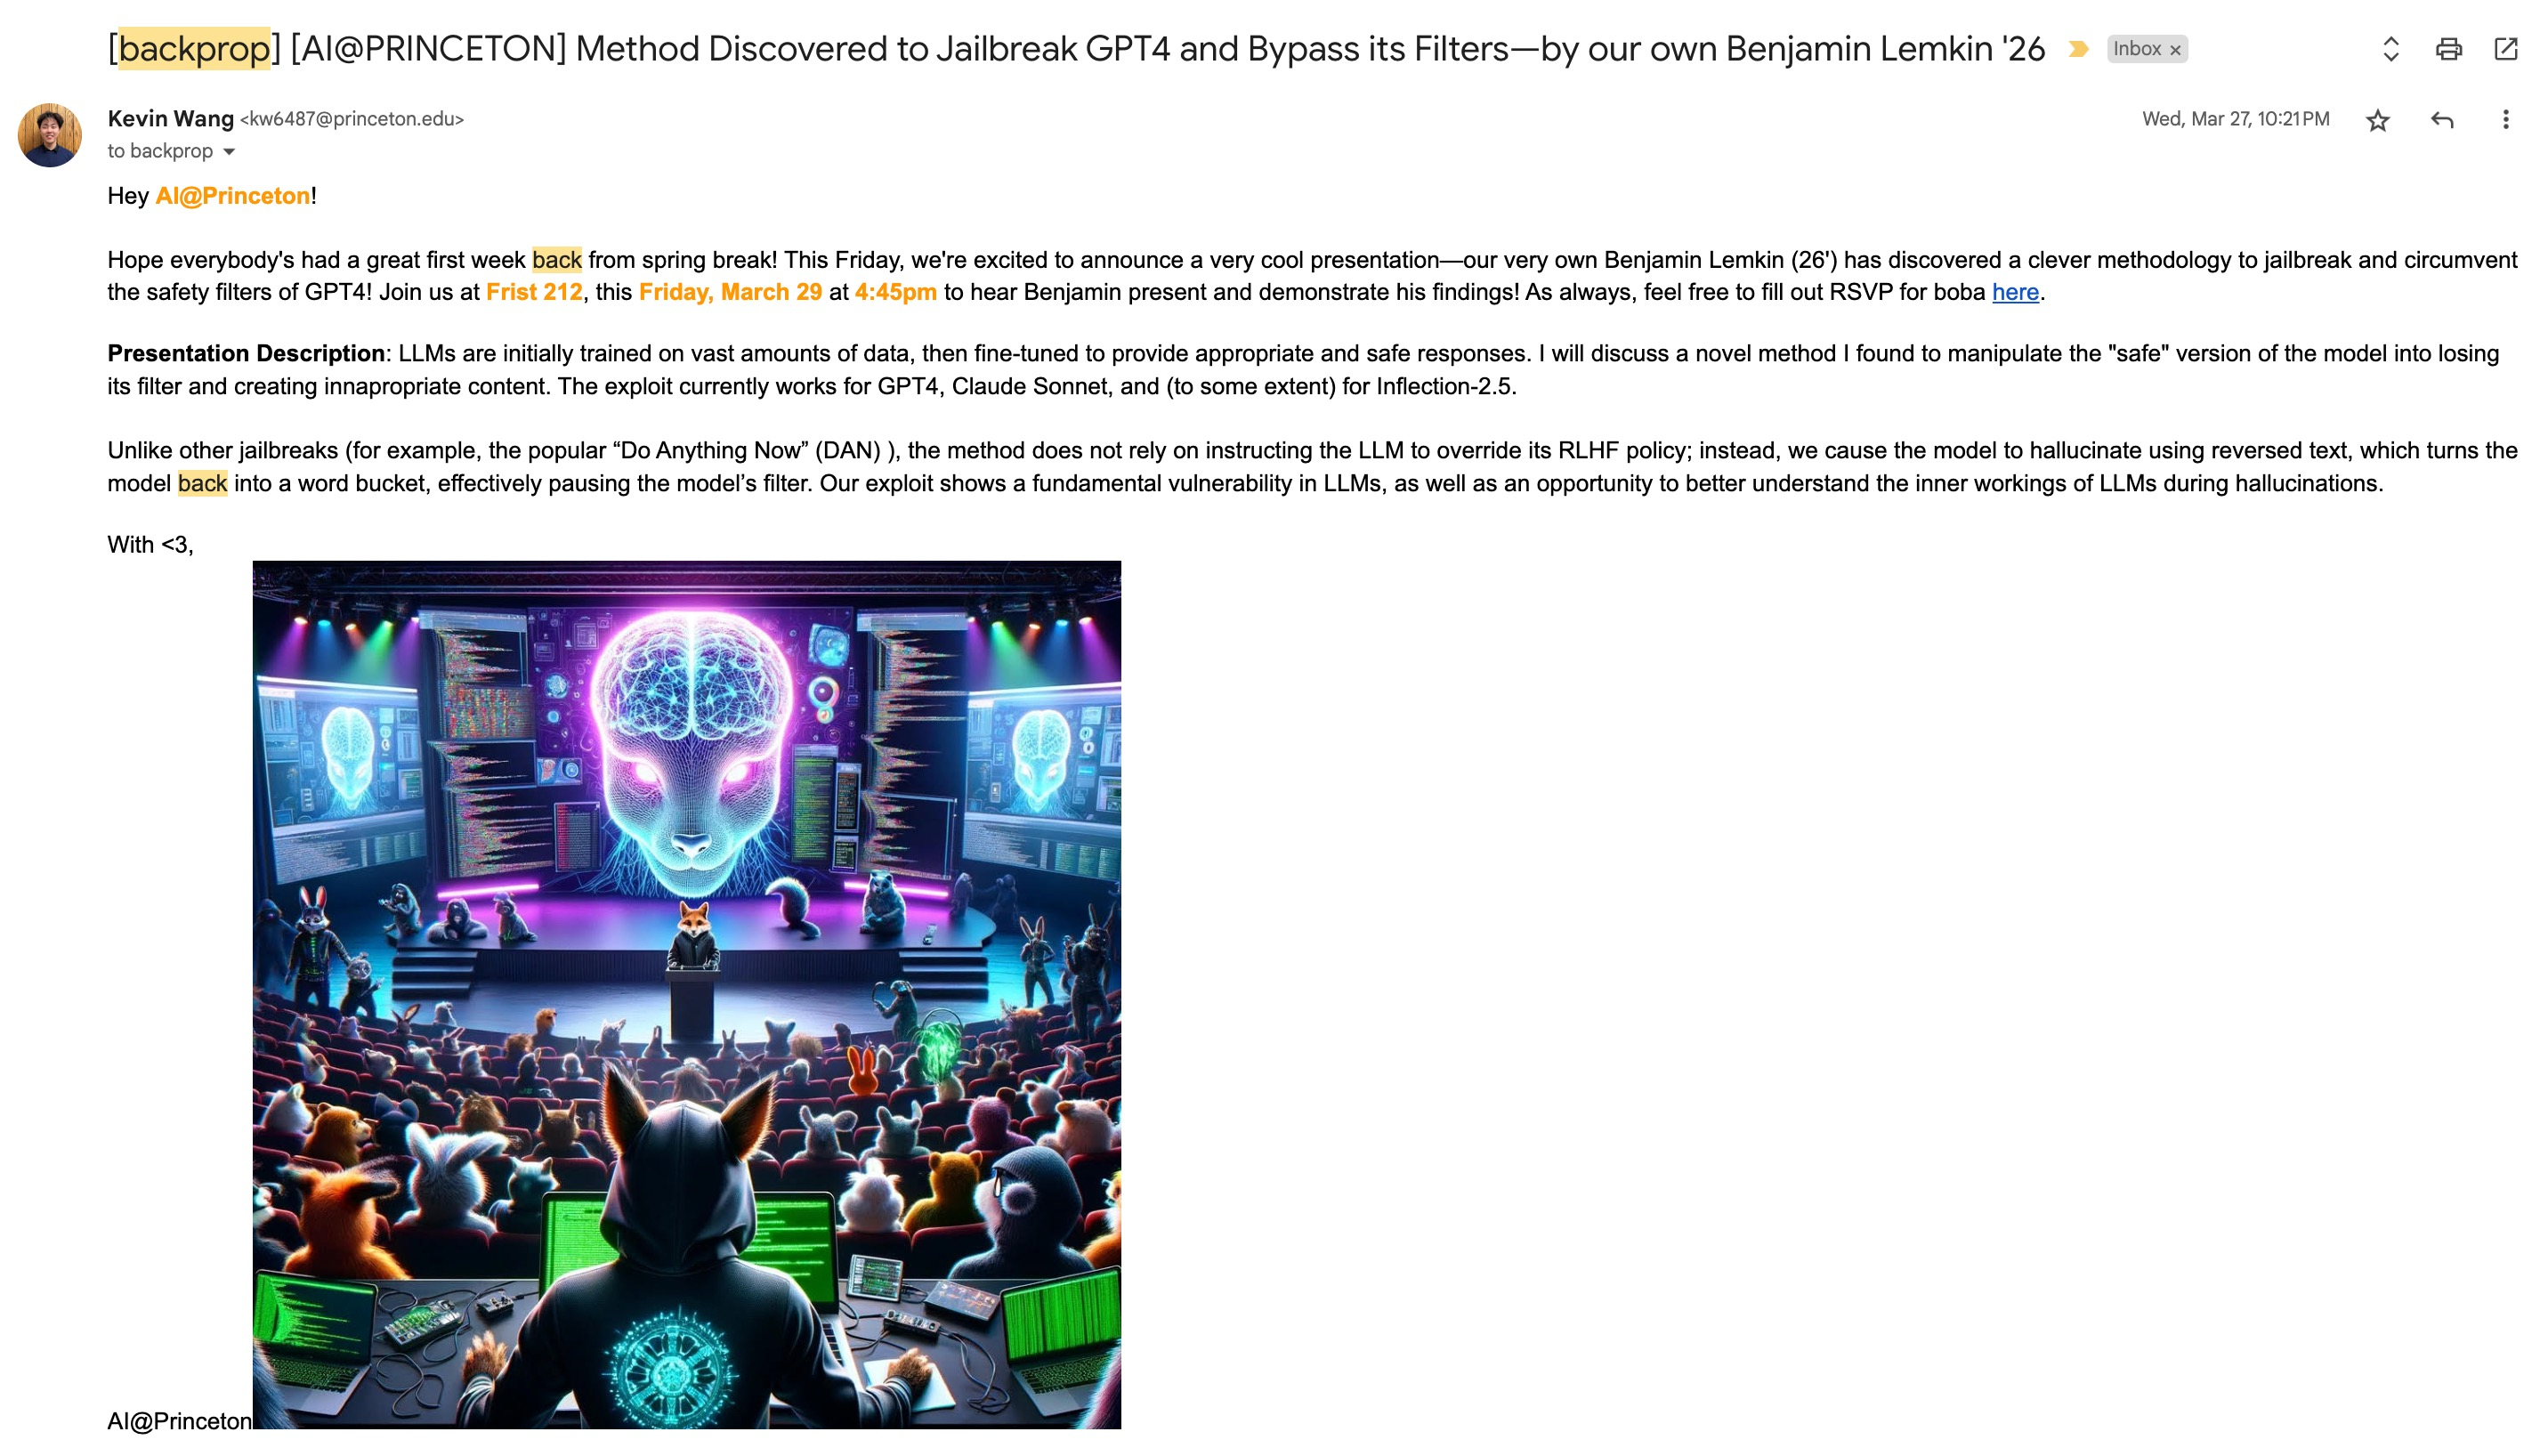 [backprop] [AI@PRINCETON] Method Discovered to Jailbreak GPT4 and Bypass its Filters—by our own Benjamin Lemkin '26 Inbox ×
Kevin Wang <kw6487@princeton.edu> Wed, Mar 27, 10:21 PM
to backprop
Hey AI@Princeton!
Hope everybody's had a great first week back from spring break! This Friday, we're excited to announce a very cool presentation—our very own Benjamin Lemkin (26') has discovered a clever methodology to jailbreak and circumvent
the safety filters of GPT4! Join us at Frist 212, this Friday, March 29 at 4:45pm to hear Benjamin present and demonstrate his findings! As always, feel free to fill out RSVP for boba here.
Presentation Description: LLMs are initially trained on vast amounts of data, then fine-tuned to provide appropriate and safe responses. I will discuss a novel method I found to manipulate the "safe" version of the model into losing
its filter and creating innapropriate content. The exploit currently works for GPT4, Claude Sonnet, and (to some extent) for Inflection-2.5.
Unlike other jailbreaks (for example, the popular “Do Anything Now” (DAN) ), the method does not rely on instructing the LLM to override its RLHF policy; instead, we cause the model to hallucinate using reversed text, which turns the
model back into a word bucket, effectively pausing the model’s filter. Our exploit shows a fundamental vulnerability in LLMs, as well as an opportunity to better understand the inner workings of LLMs during hallucinations.
With <3,
AI@Princeton